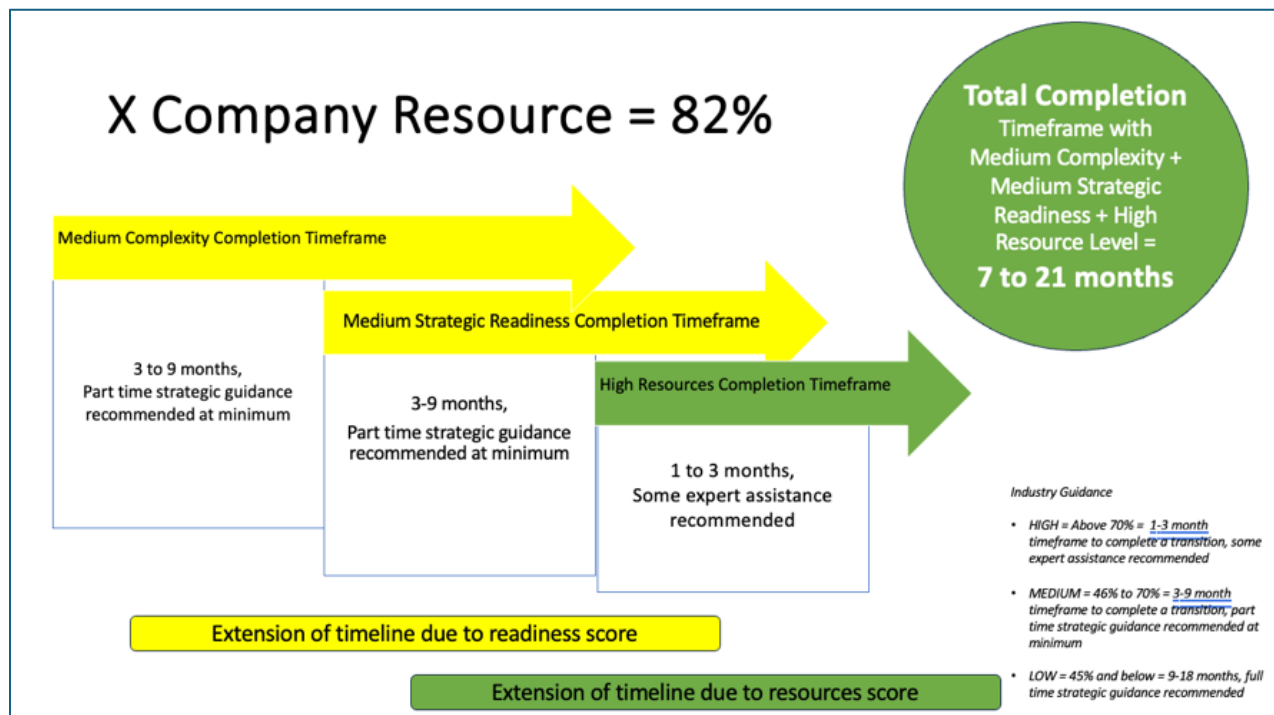 X Company Resource = 82%
Total Completion
Timeframe with
Medium Complexity +
Medium Strategic
Readiness + High
Resource Level =
7 to 21 months
Medium Complexity Completion Timeframe
3 to 9 months,
Part time strategic guidance
recommended at minimum
Medium Strategic Readiness Completion Timeframe
3-9 months,
Part time strategic guidance
recommended at minimum
High Resources Completion Timeframe
1 to 3 months,
Some expert assistance
recommended
Extension of timeline due to readiness score
Extension of timeline due to resources score
Industry Guidance
• HIGH = Above 70% = 1-3 month
timeframe to complete a transition, some
expert assistance recommended
• MEDIUM = 46% to 70% = 3-9 month
timeframe to complete a transition, part
time strategic guidance recommended at
minimum
• LOW = 45% and below = 9-18 months, full
time strategic guidance recommended